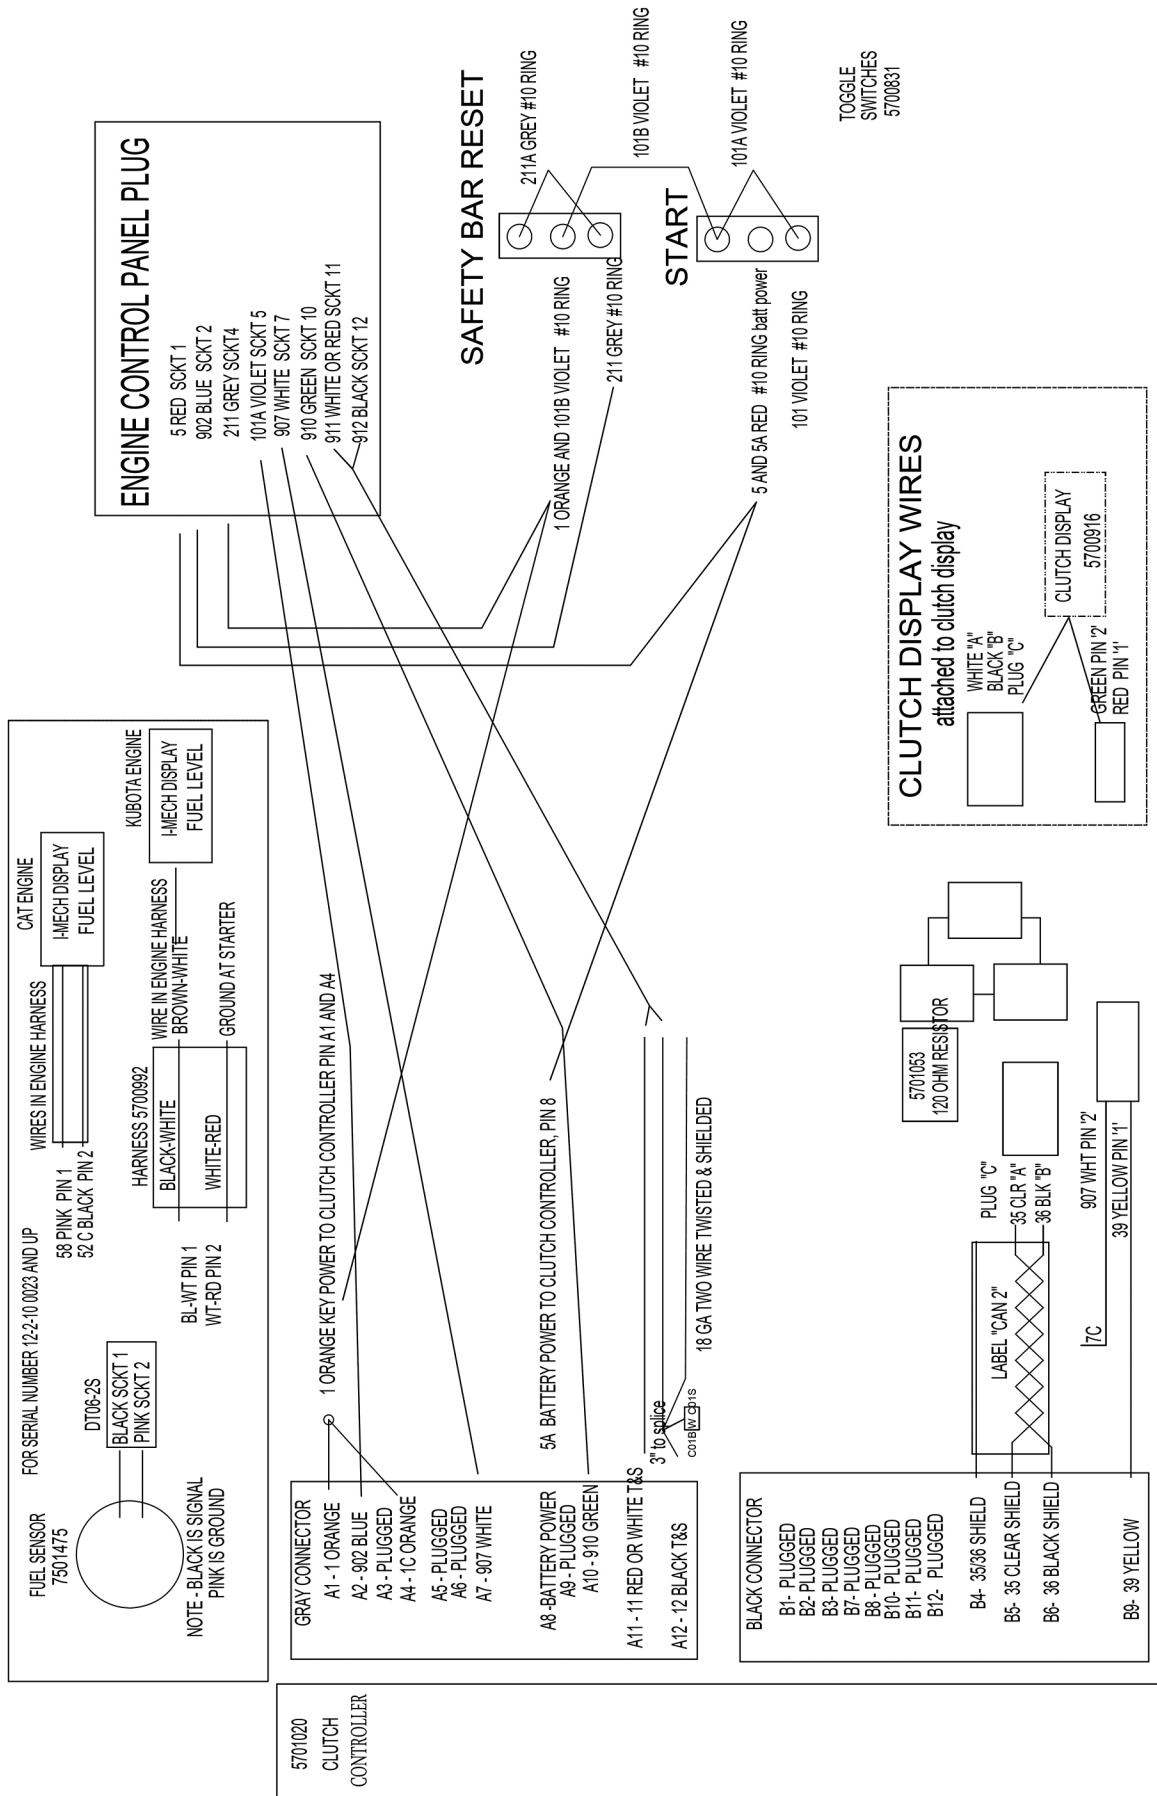 FUEL SENSOR
7501475
FOR SERIAL NUMBER 12-2-10 0023 AND UP
DT06-2S
BLACK SCKT 1
PINK SCKT 2
NOTE - BLACK IS SIGNAL
PINK IS GROUND
58 PINK PIN 1
52 C BLACK PIN 2
WIRES IN ENGINE HARNESS
CAT ENGINE
I-MECH DISPLAY
FUEL LEVEL
BL-WT PIN 1
WT-RD PIN 2
HARNESS 5700992
BLACK-WHITE
WHITE-RED
WIRE IN ENGINE HARNESS
BROWN-WHITE
GROUND AT STARTER
KUBOTA ENGINE
I-MECH DISPLAY
FUEL LEVEL
ENGINE CONTROL PANEL PLUG
5 RED SCKT 1
902 BLUE SCKT 2
211 GREY SCKT4
101A VIOLET SCKT 5
907 WHITE SCKT 7
910 GREEN SCKT 10
911 WHITE OR RED SCKT 11
912 BLACK SCKT 12
5701020
CLUTCH
CONTROLLER
GRAY CONNECTOR
A1 - 1 ORANGE
A2 - 902 BLUE
A3 - PLUGGED
A4 - 1C ORANGE
A5 - PLUGGED
A6 - PLUGGED
A7 - 907 WHITE
A8 -BATTERY POWER
A9 - PLUGGED
A10 - 910 GREEN
A11 - 11 RED OR WHITE T&S
A12 - 12 BLACK T&S
1 ORANGE KEY POWER TO CLUTCH CONTROLLER PIN A1 AND A4
5A BATTERY POWER TO CLUTCH CONTROLLER, PIN 8
3" to splice
C01B W C01S
18 GA TWO WIRE TWISTED & SHIELDED
SAFETY BAR RESET
211A GREY #10 RING
1 ORANGE AND 101B VIOLET #10 RING
211 GREY #10 RING
101B VIOLET #10 RING
START
101A VIOLET #10 RING
5 AND 5A RED #10 RING batt power
101 VIOLET #10 RING
TOGGLE
SWITCHES
5700831
BLACK CONNECTOR
B1- PLUGGED
B2- PLUGGED
B3- PLUGGED
B7- PLUGGED
B8 - PLUGGED
B10- PLUGGED
B11- PLUGGED
B12- PLUGGED
B4- 35/36 SHIELD
B5- 35 CLEAR SHIELD
B6- 36 BLACK SHIELD
B9- 39 YELLOW
LABEL "CAN 2"
PLUG "C"
35 CLR "A"
36 BLK "B"
7C
907 WHT PIN '2'
39 YELLOW PIN '1'
5701053
120 OHM RESISTOR
CLUTCH DISPLAY WIRES
attached to clutch display
WHITE "A"
BLACK "B"
PLUG "C"
CLUTCH DISPLAY
5700916
GREEN PIN '2'
RED PIN '1'